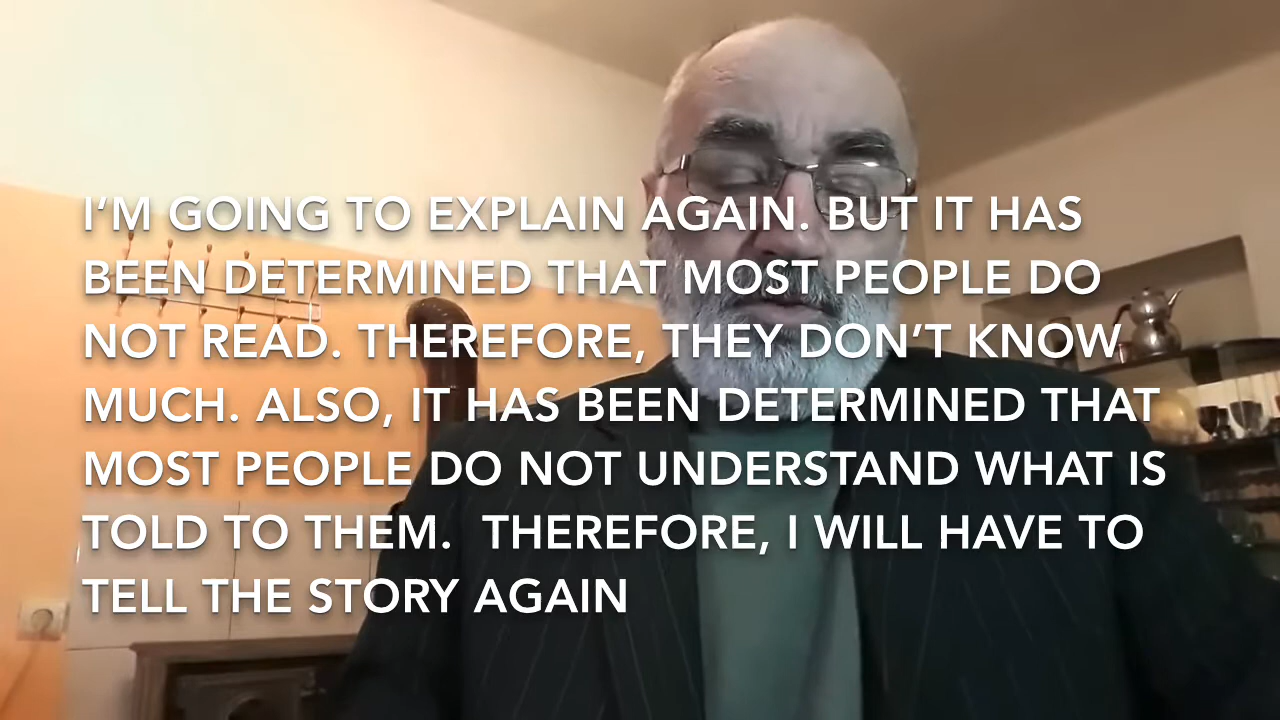 I’M GOING TO EXPLAIN AGAIN. BUT IT HAS
BEEN DETERMINED THAT MOST PEOPLE DO
NOT READ. THEREFORE, THEY DON’T KNOW
MUCH. ALSO, IT HAS BEEN DETERMINED THAT
MOST PEOPLE DO NOT UNDERSTAND WHAT IS
TOLD TO THEM.  THEREFORE, I WILL HAVE TO
TELL THE STORY AGAIN